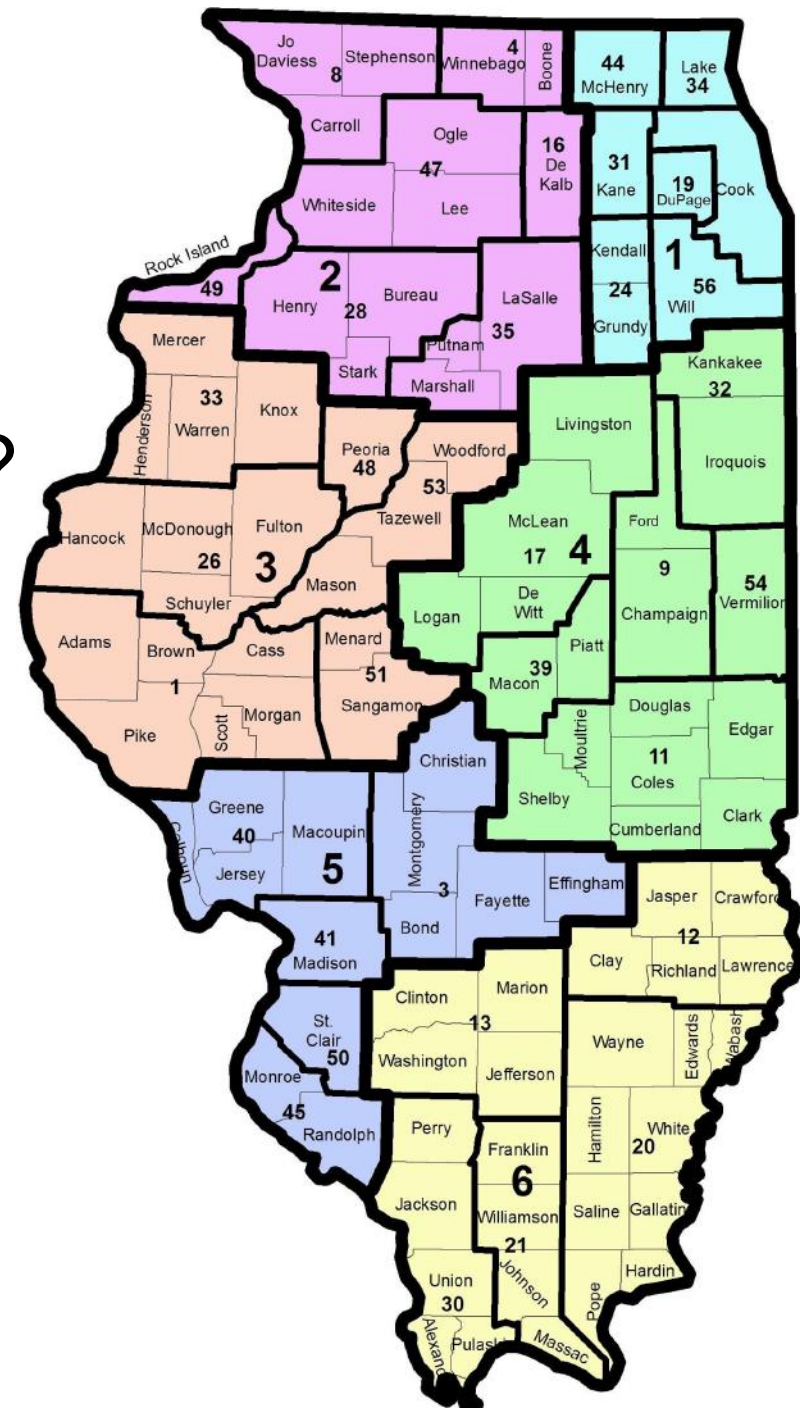 Jo
Daviess
8
Stephenson
4
Winnebago
Boone
44
McHenry
Lake
34
Carroll
Ogle
47
Whiteside
Lee
16
De
Kalb
31
Kane
19
DuPage
Cook
Rock Island
49
2
Henry
28
Bureau
LaSalle
35
Putnam
Stark
Marshall
Kendall
24
Grundy
1
56
Will
Mercer
33
Henderson
Warren
Knox
Peoria
48
Woodford
53
Tazewell
Livingston
Kankakee
32
Iroquois
Hancock
McDonough
26
Fulton
3
Schuyler
Mason
McLean
17
4
Ford
9
Champaign
54
Vermilion
Logan
De
Witt
Adams
Brown
1
Cass
Menard
51
Sangamon
Macon
39
Piatt
Pike
Scott
Morgan
Christian
Shelby
Moultrie
Douglas
11
Coles
Edgar
Cumberland
Clark
Calhoun
Greene
40
Jersey
Macoupin
5
Montgomery
3
Bond
Fayette
Effingham
Jasper
Crawford
12
Clay
Richland
Lawrence
41
Madison
Clinton
Marion
13
Washington
Jefferson
St.
Clair
50
Monroe
45
Randolph
Wayne
Edwards
Wabash
Hamilton
White
20
Perry
Franklin
6
Jackson
Williamson
21
Saline
Gallatin
Union
30
Johnson
Pope
Hardin
Pulaski
Massac